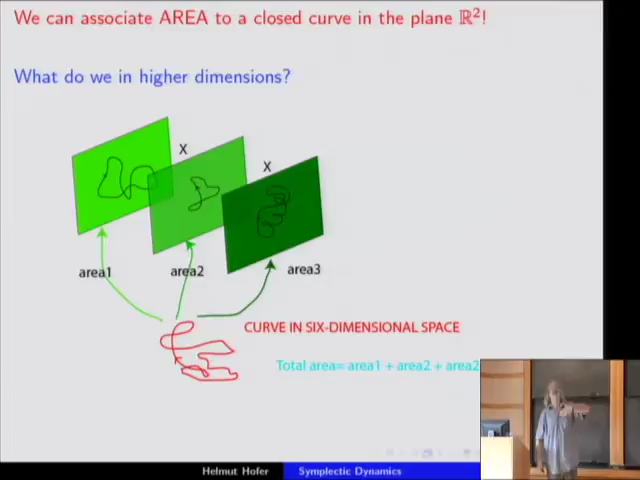 We can associate AREA to a closed curve in the plane ℝ²!
What do we in higher dimensions?
X
X
area1
area2
area3
CURVE IN SIX-DIMENSIONAL SPACE
Total area= area1 + area2 + area2
Helmut Hofer
Symplectic Dynamics